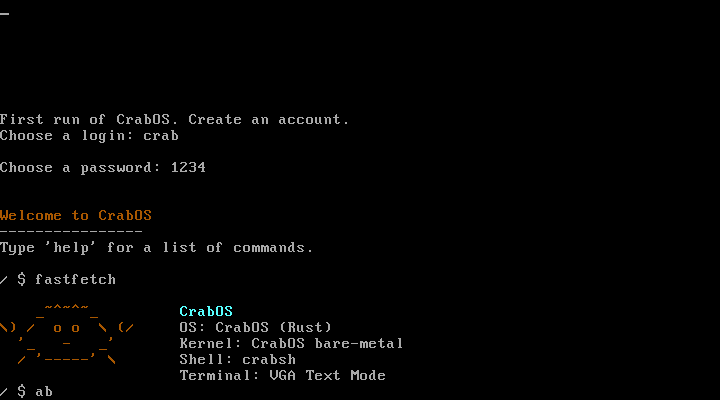 First run of CrabOS. Create an account.
Choose a login: crab
Choose a password: 1234
Welcome to CrabOS
----------------
Type 'help' for a list of commands.
/ $ fastfetch
    _~^~^~_         CrabOS
\) /  o o  \ (/     OS: CrabOS (Rust)
  '_   -   _'       Kernel: CrabOS bare-metal
  / '-----' \       Shell: crabsh
                    Terminal: VGA Text Mode
/ $ ab